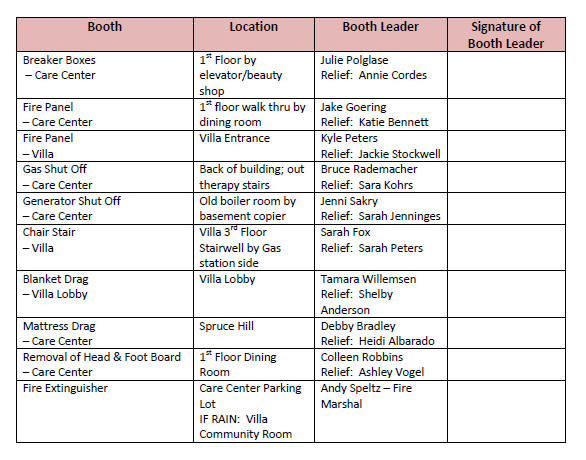 Booth Location Booth Leader Signature of
Booth Leader
Breaker Boxes
– Care Center
1st Floor by
elevator/beauty
shop
Julie Polglase
Relief: Annie Cordes
Fire Panel
– Care Center
1st floor walk thru by
dining room
Jake Goering
Relief: Katie Bennett
Fire Panel
– Villa
Villa Entrance
Kyle Peters
Relief: Jackie Stockwell
Gas Shut Off
– Care Center
Back of building; out
therapy stairs
Bruce Rademacher
Relief: Sara Kohrs
Generator Shut Off
– Care Center
Old boiler room by
basement copier
Jenni Sakry
Relief: Sarah Jenninges
Chair Stair
– Villa
Villa 3rd Floor
Stairwell by Gas
station side
Sarah Fox
Relief: Sarah Peters
Blanket Drag
– Villa Lobby
Villa Lobby
Tamara Willemsen
Relief: Shelby
Anderson
Mattress Drag
– Care Center
Spruce Hill
Debby Bradley
Relief: Heidi Albarado
Removal of Head & Foot Board
– Care Center
1st Floor Dining
Room
Colleen Robbins
Relief: Ashley Vogel
Fire Extinguisher
Care Center Parking
Lot
IF RAIN: Villa
Community Room
Andy Speltz – Fire
Marshal